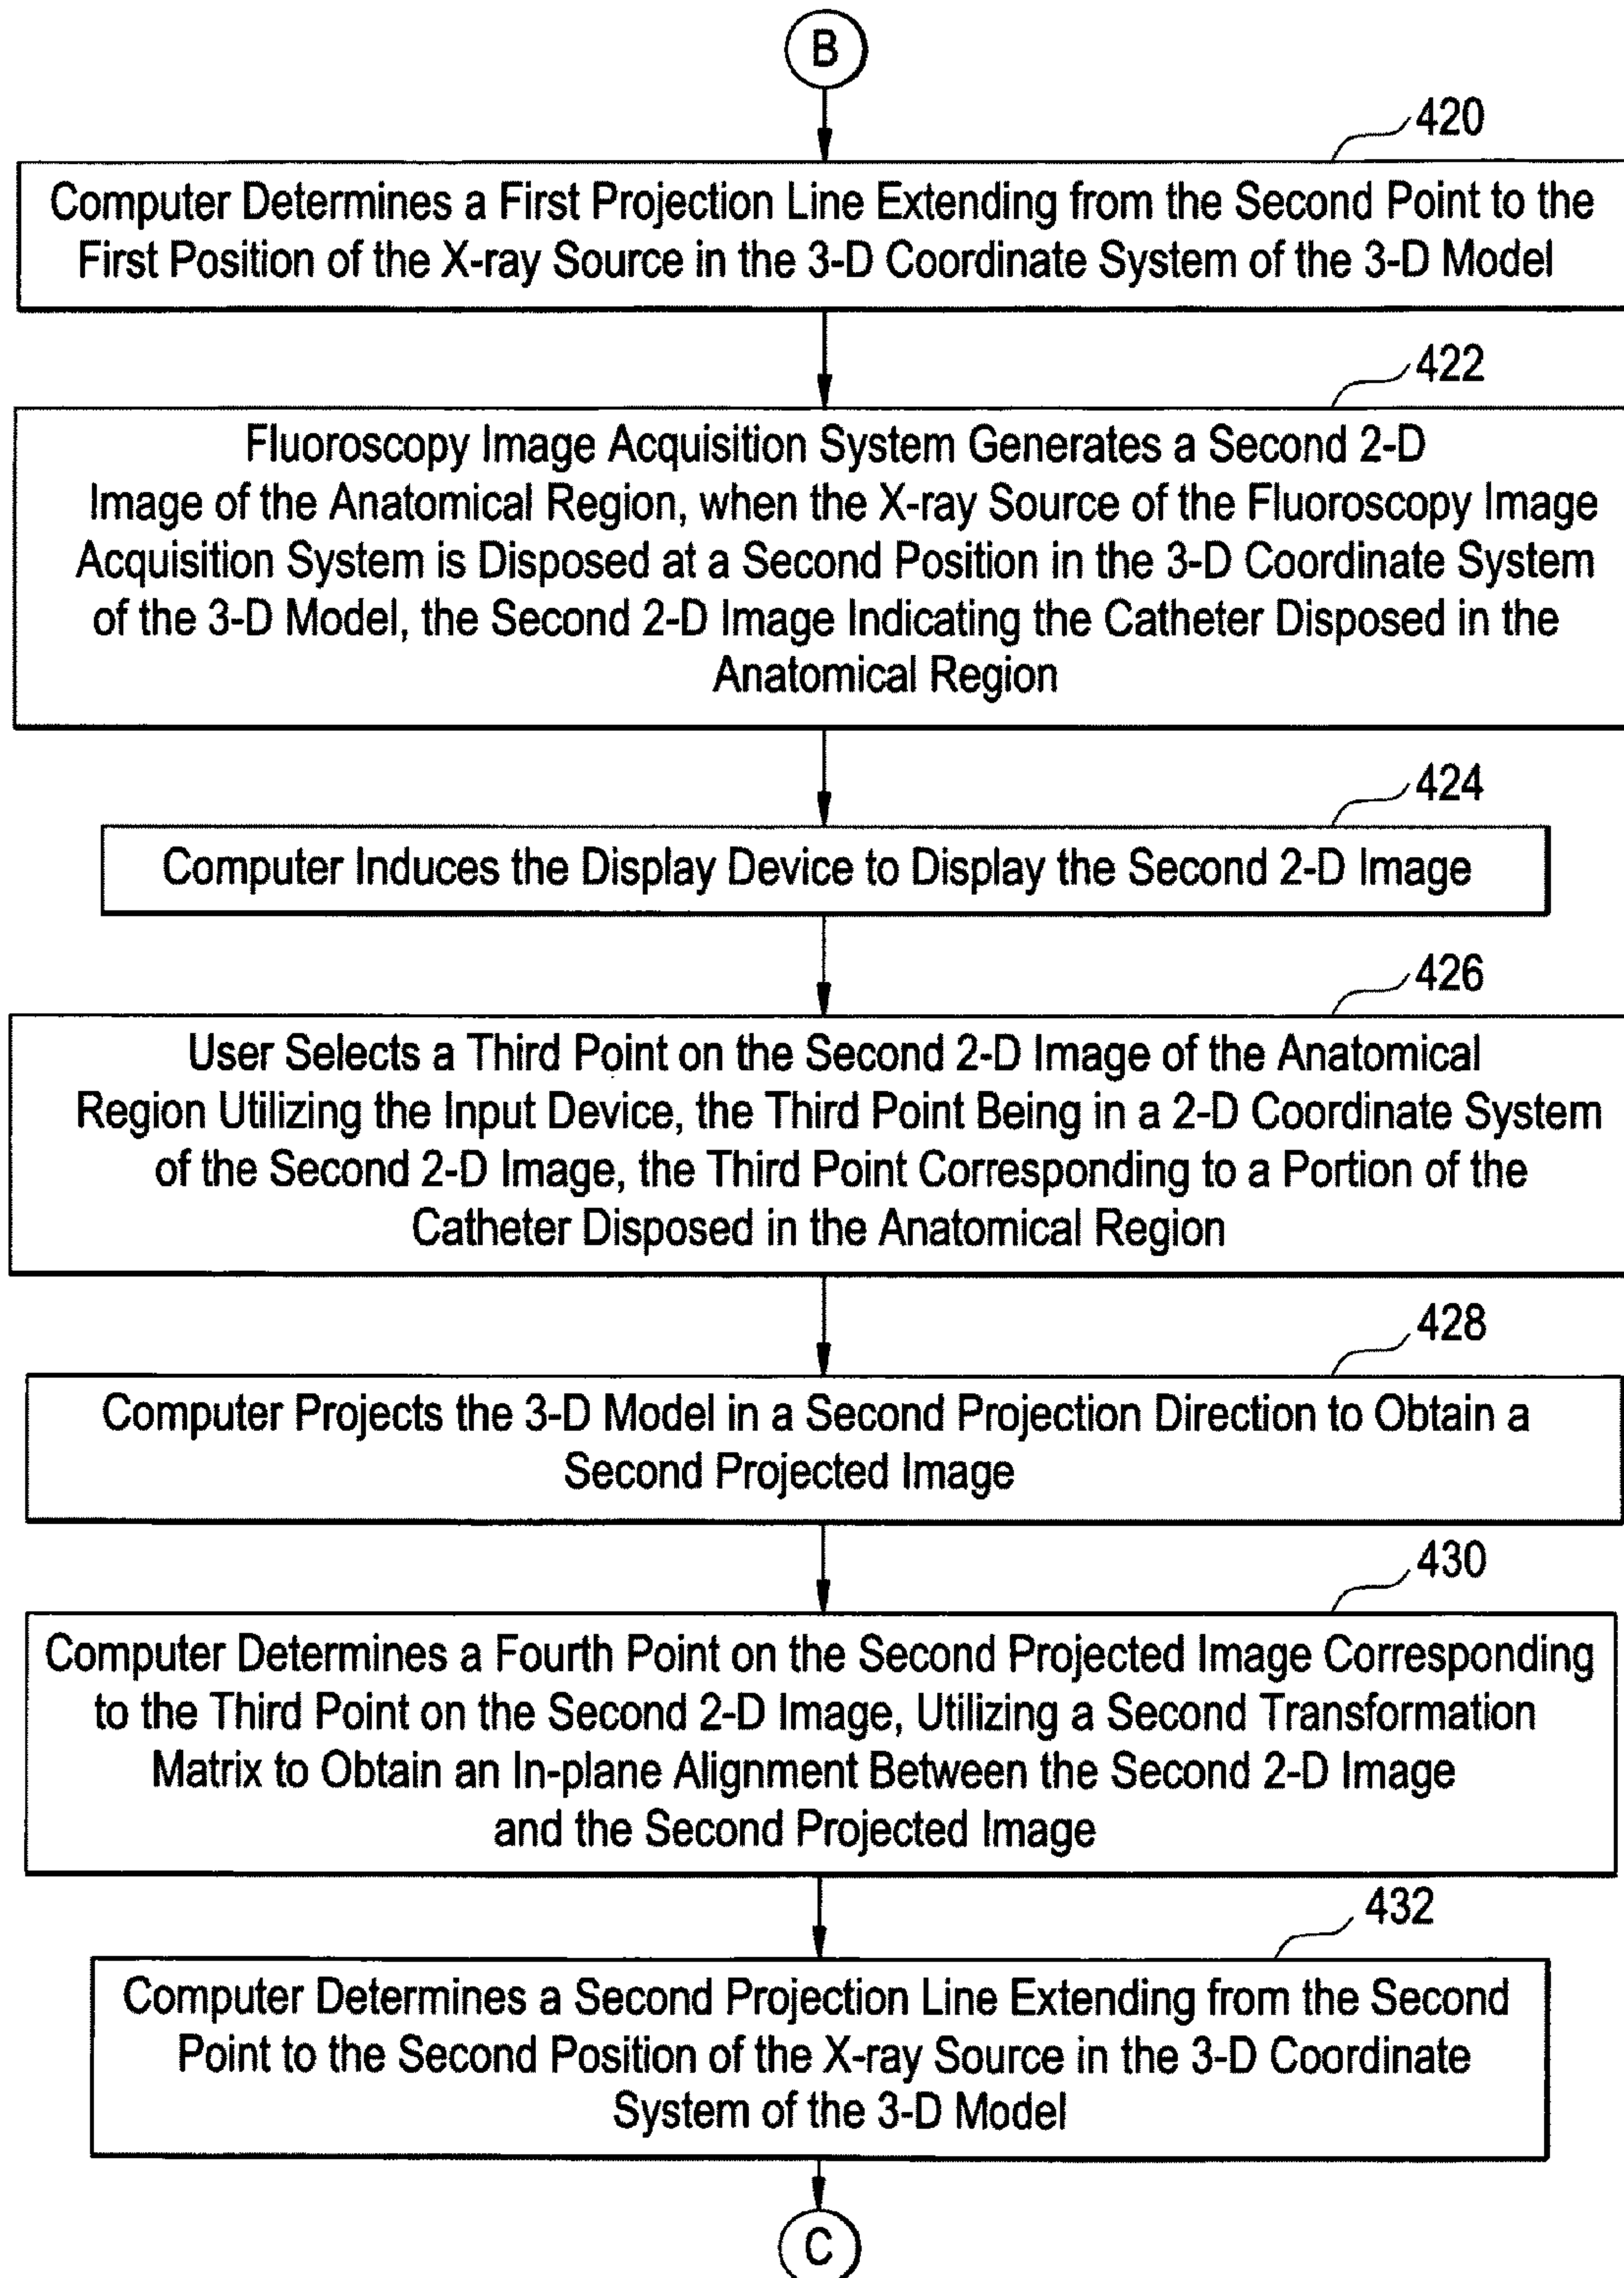 B
420
Computer Determines a First Projection Line Extending from the Second Point to the
First Position of the X-ray Source in the 3-D Coordinate System of the 3-D Model
422
Fluoroscopy Image Acquisition System Generates a Second 2-D
Image of the Anatomical Region, when the X-ray Source of the Fluoroscopy Image
Acquisition System is Disposed at a Second Position in the 3-D Coordinate System
of the 3-D Model, the Second 2-D Image Indicating the Catheter Disposed in the
Anatomical Region
424
Computer Induces the Display Device to Display the Second 2-D Image
426
User Selects a Third Point on the Second 2-D Image of the Anatomical
Region Utilizing the Input Device, the Third Point Being in a 2-D Coordinate System
of the Second 2-D Image, the Third Point Corresponding to a Portion of the
Catheter Disposed in the Anatomical Region
428
Computer Projects the 3-D Model in a Second Projection Direction to Obtain a
Second Projected Image
430
Computer Determines a Fourth Point on the Second Projected Image Corresponding
to the Third Point on the Second 2-D Image, Utilizing a Second Transformation
Matrix to Obtain an In-plane Alignment Between the Second 2-D Image
and the Second Projected Image
432
Computer Determines a Second Projection Line Extending from the Second
Point to the Second Position of the X-ray Source in the 3-D Coordinate
System of the 3-D Model
C